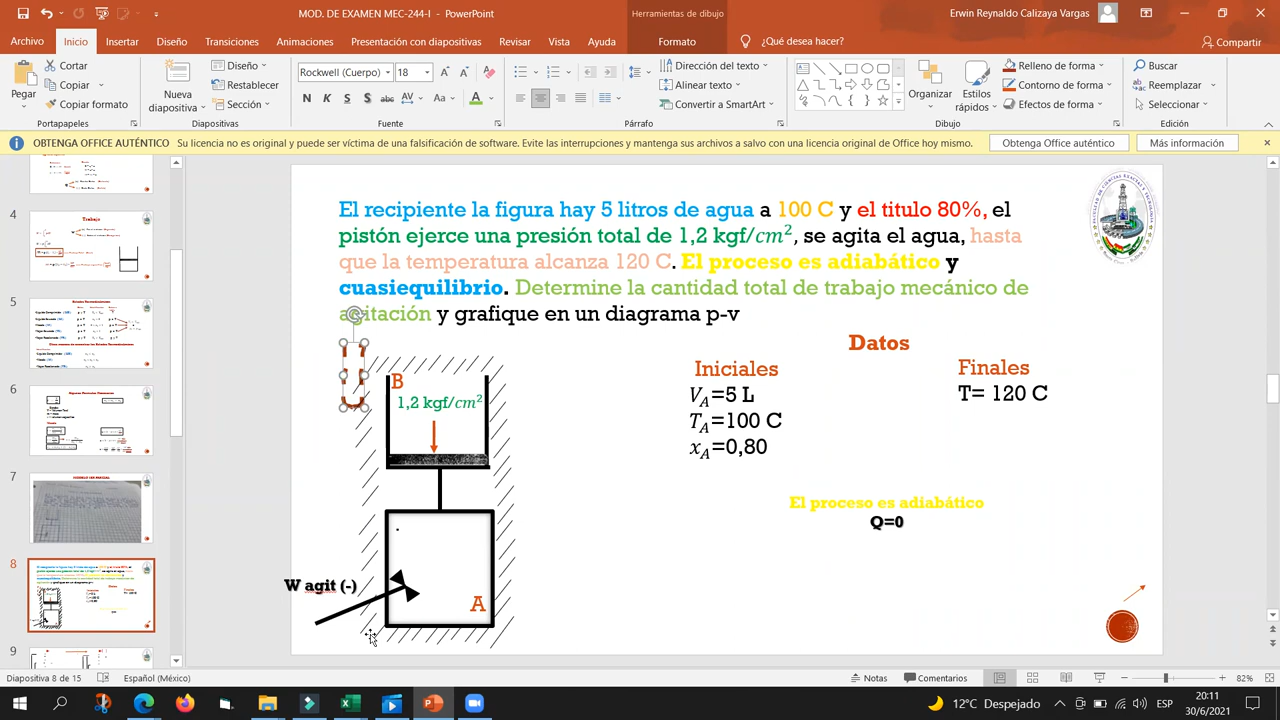 MOD. DE EXAMEN MEC-244-I - PowerPoint
Herramientas de dibujo
Erwin Reynaldo Calizaya Vargas
Archivo Inicio Insertar Diseño Transiciones Animaciones Presentación con diapositivas Revisar Vista Ayuda Formato ¿Qué desea hacer? Compartir
Pegar
Cortar
Copiar
Copiar formato
Portapapeles
Nueva diapositiva
Diseño
Restablecer
Sección
Diapositivas
Rockwell (Cuerpo) 18
N K S S abc AV Aa A
Fuente
Dirección del texto
Alinear texto
Convertir a SmartArt
Párrafo
Organizar
Estilos rápidos
Relleno de forma
Contorno de forma
Efectos de forma
Dibujo
Buscar
Reemplazar
Seleccionar
Edición
OBTENGA OFFICE AUTÉNTICO Su licencia no es original y puede ser víctima de una falsificación de software. Evite las interrupciones y mantenga sus archivos a salvo con una licencia original de Office hoy mismo. Obtenga Office auténtico Más información
4
Trabajo
5
6
7
8
9
El recipiente la figura hay 5 litros de agua a 100 C y el titulo 80%, el
pistón ejerce una presión total de 1,2 kgf/cm², se agita el agua, hasta
que la temperatura alcanza 120 C. El proceso es adiabático y
cuasiequilibrio. Determine la cantidad total de trabajo mecánico de
agitación y grafique en un diagrama p-v
Datos
Iniciales Finales
V_A=5 L T= 120 C
T_A=100 C
x_A=0,80
El proceso es adiabático
Q=0
B
1,2 kgf/cm²
W agit (-)
A
Diapositiva 8 de 15 Español (México) Notas Comentarios 82%
12°C Despejado ESP 20:11
30/6/2021